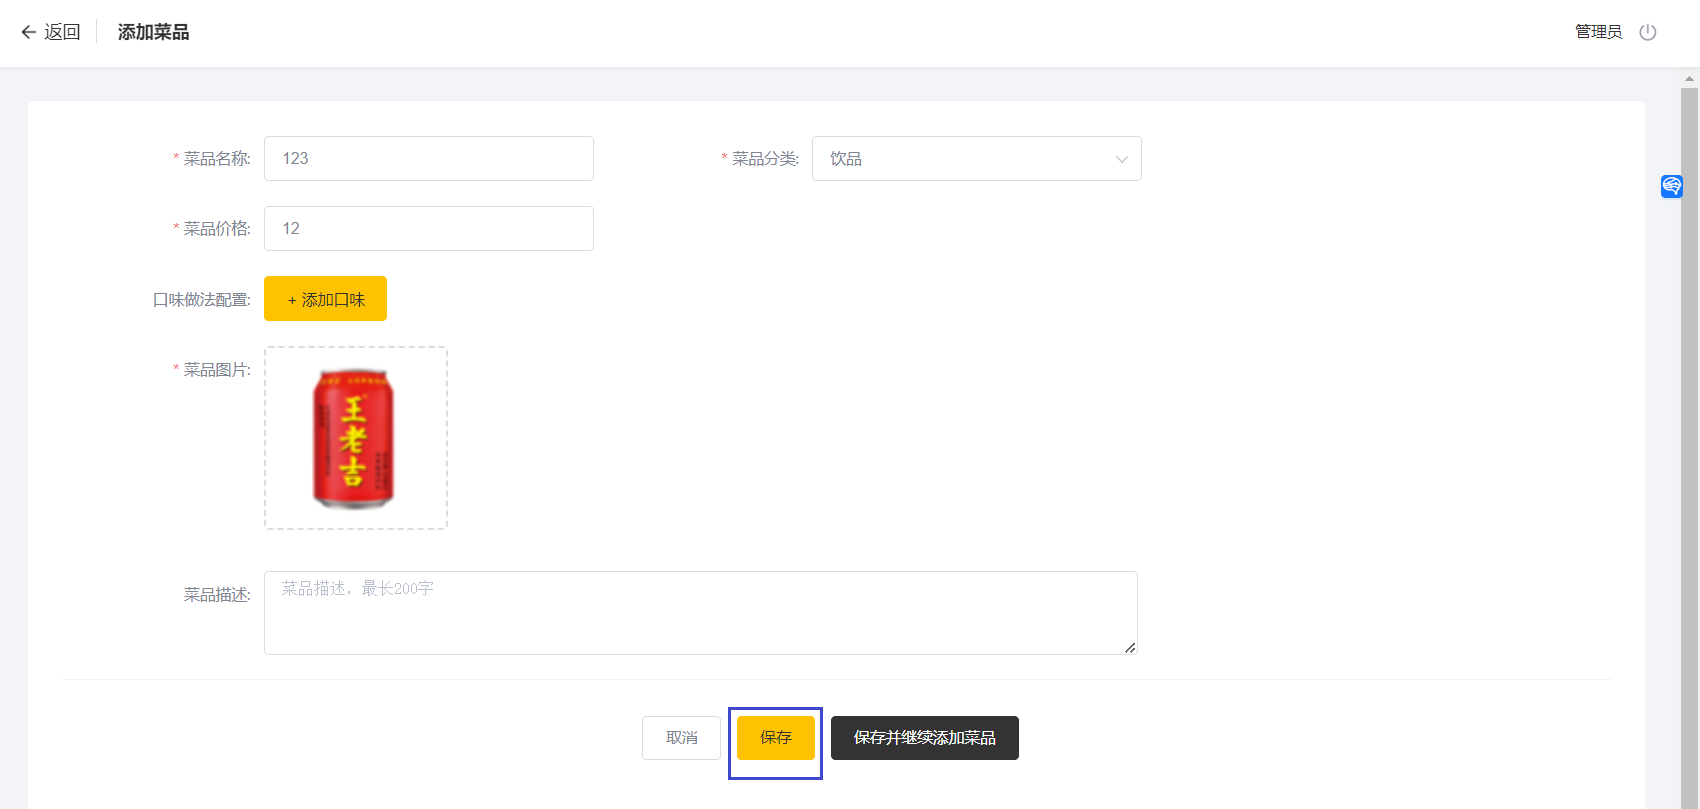 返回 添加菜品 管理员
* 菜品名称: 123 * 菜品分类: 饮品
* 菜品价格: 12
口味做法配置: + 添加口味
* 菜品图片:
王老吉
菜品描述: 菜品描述，最长200字
取消 保存 保存并继续添加菜品